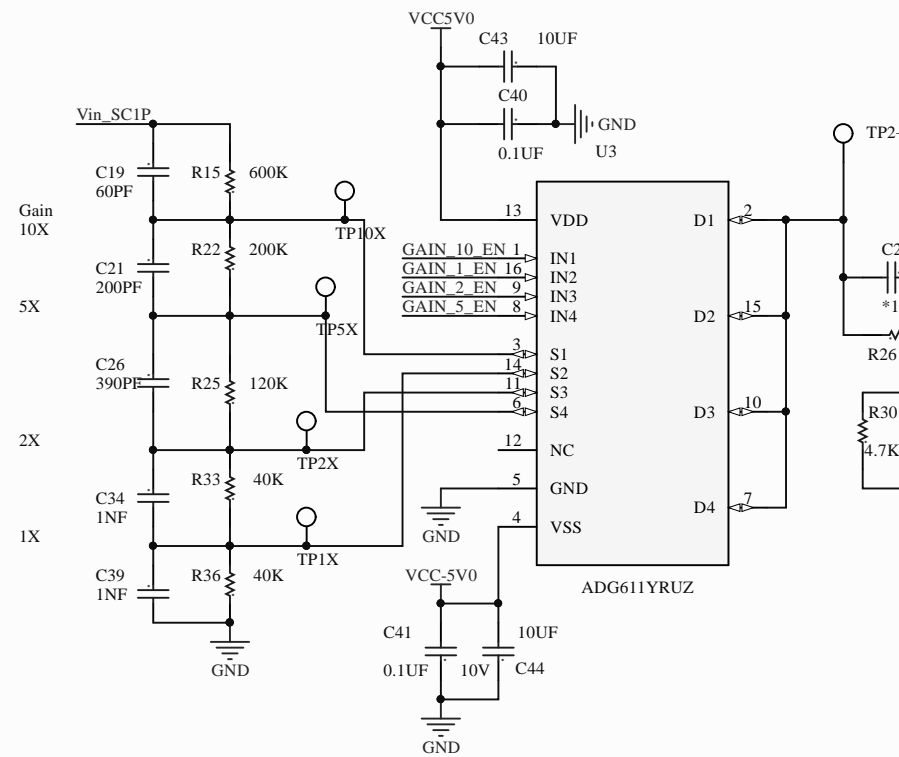 VCC5V0
C43 10UF
C40
0.1UF
GND
U3
Vin_SC1P
C19
60PF
R15 600K
Gain
10X
TP10X
C21
200PF
R22 200K
5X
TP5X
C26
390PF
R25 120K
2X
TP2X
C34
1NF
R33 40K
1X
TP1X
C39
1NF
R36 40K
GND
13 VDD
GAIN_10_EN 1 IN1
GAIN_1_EN 16 IN2
GAIN_2_EN 9 IN3
GAIN_5_EN 8 IN4
3 S1
14 S2
11 S3
6 S4
12 NC
5 GND
4 VSS
GND
D1 2
D2 15
D3 10
D4 7
ADG611YRUZ
VCC-5V0
C41
0.1UF
10UF
10V C44
GND
TP2-
C2
*1
R26
R30
4.7K